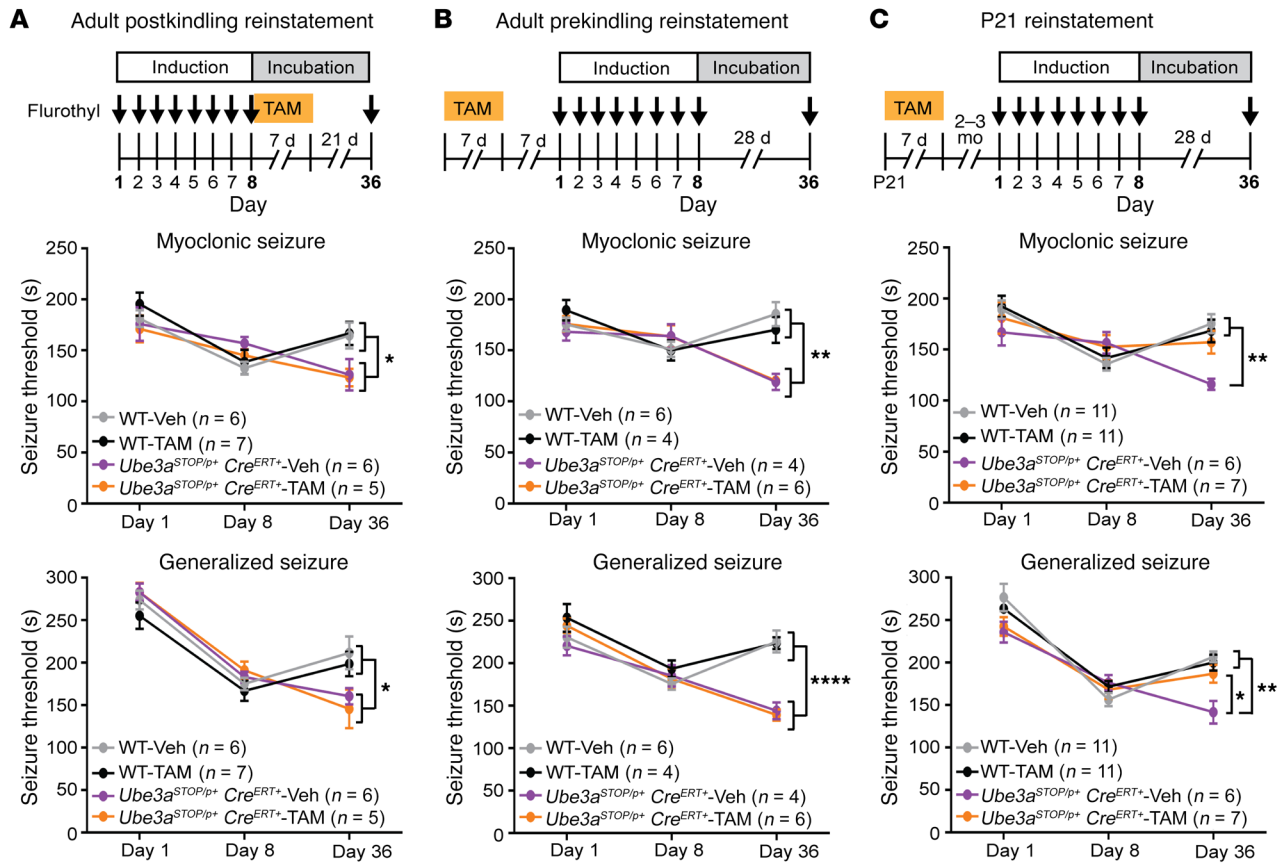 A Adult postkindling reinstatement
Induction Incubation
Flurothyl TAM
7 d 21 d
1 2 3 4 5 6 7 8 36
Day
Myoclonic seizure
Seizure threshold (s)
250
200
150
100
50
0
*
WT-Veh (n = 6)
WT-TAM (n = 7)
Ube3a^STOP/p+ Cre^ERT+-Veh (n = 6)
Ube3a^STOP/p+ Cre^ERT+-TAM (n = 5)
Day 1 Day 8 Day 36
Generalized seizure
Seizure threshold (s)
300
250
200
150
100
50
0
*
WT-Veh (n = 6)
WT-TAM (n = 7)
Ube3a^STOP/p+ Cre^ERT+-Veh (n = 6)
Ube3a^STOP/p+ Cre^ERT+-TAM (n = 5)
Day 1 Day 8 Day 36
B Adult prekindling reinstatement
Induction Incubation
TAM
7 d 7 d 28 d
1 2 3 4 5 6 7 8 36
Day
Myoclonic seizure
Seizure threshold (s)
250
200
150
100
50
0
**
WT-Veh (n = 6)
WT-TAM (n = 4)
Ube3a^STOP/p+ Cre^ERT+-Veh (n = 4)
Ube3a^STOP/p+ Cre^ERT+-TAM (n = 6)
Day 1 Day 8 Day 36
Generalized seizure
Seizure threshold (s)
300
250
200
150
100
50
0
****
WT-Veh (n = 6)
WT-TAM (n = 4)
Ube3a^STOP/p+ Cre^ERT+-Veh (n = 4)
Ube3a^STOP/p+ Cre^ERT+-TAM (n = 6)
Day 1 Day 8 Day 36
C P21 reinstatement
Induction Incubation
TAM
7 d 2–3 mo 28 d
P21 1 2 3 4 5 6 7 8 36
Day
Myoclonic seizure
Seizure threshold (s)
250
200
150
100
50
0
**
WT-Veh (n = 11)
WT-TAM (n = 11)
Ube3a^STOP/p+ Cre^ERT+-Veh (n = 6)
Ube3a^STOP/p+ Cre^ERT+-TAM (n = 7)
Day 1 Day 8 Day 36
Generalized seizure
Seizure threshold (s)
300
250
200
150
100
50
0
* **
WT-Veh (n = 11)
WT-TAM (n = 11)
Ube3a^STOP/p+ Cre^ERT+-Veh (n = 6)
Ube3a^STOP/p+ Cre^ERT+-TAM (n = 7)
Day 1 Day 8 Day 36